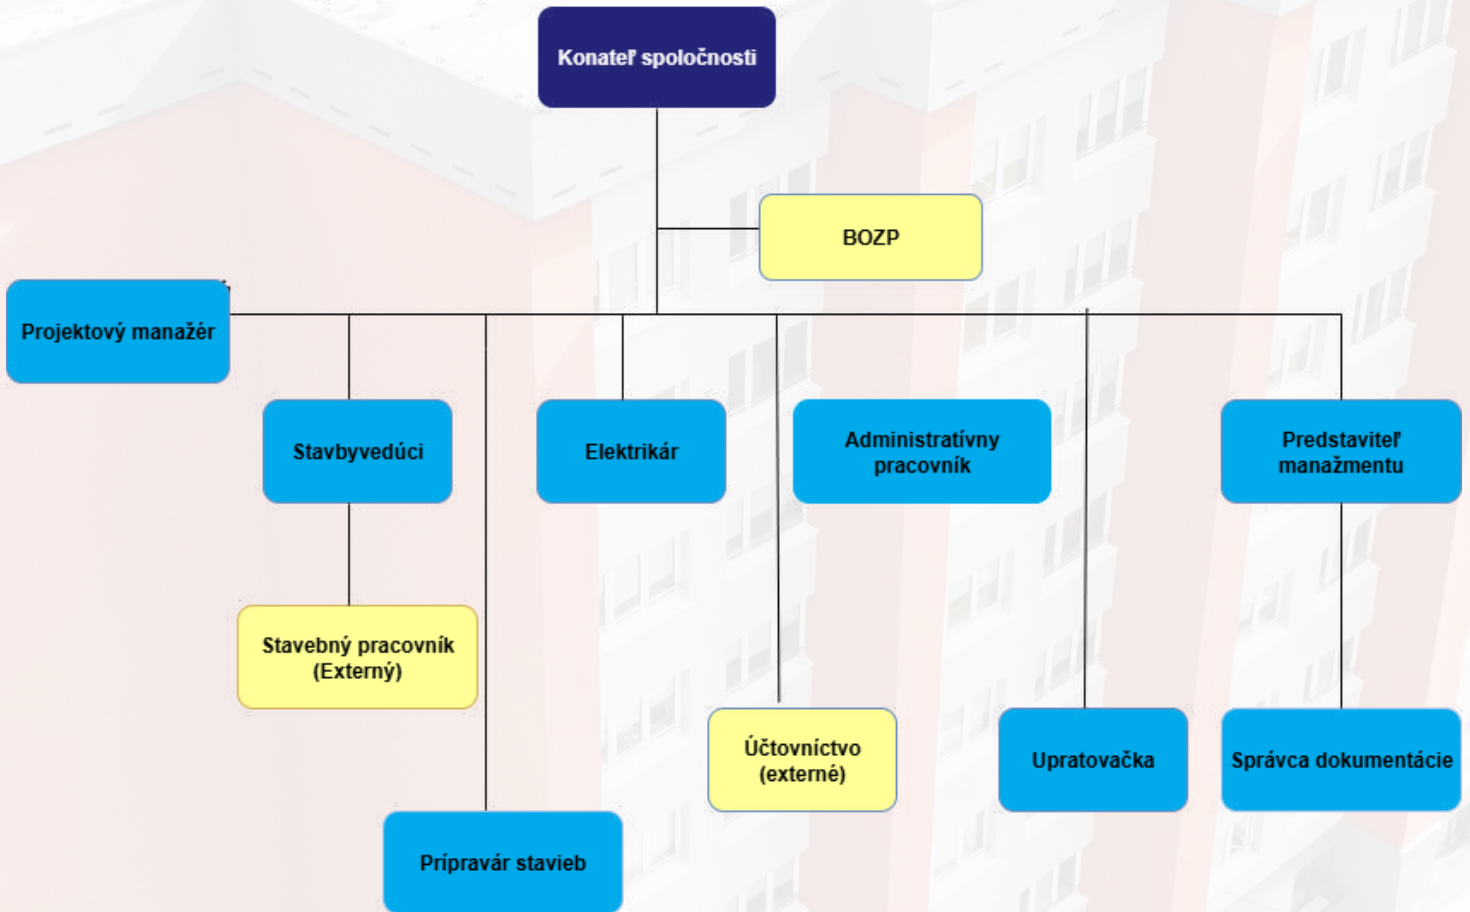 Konateľ spoločnosti
BOZP
Projektový manažér
Stavbyvedúci
Elektrikár
Administratívny
pracovník
Predstaviteľ
manažmentu
Stavebný pracovník
(Externý)
Účtovníctvo
(externé)
Upratovačka
Správca dokumentácie
Prípravár stavieb